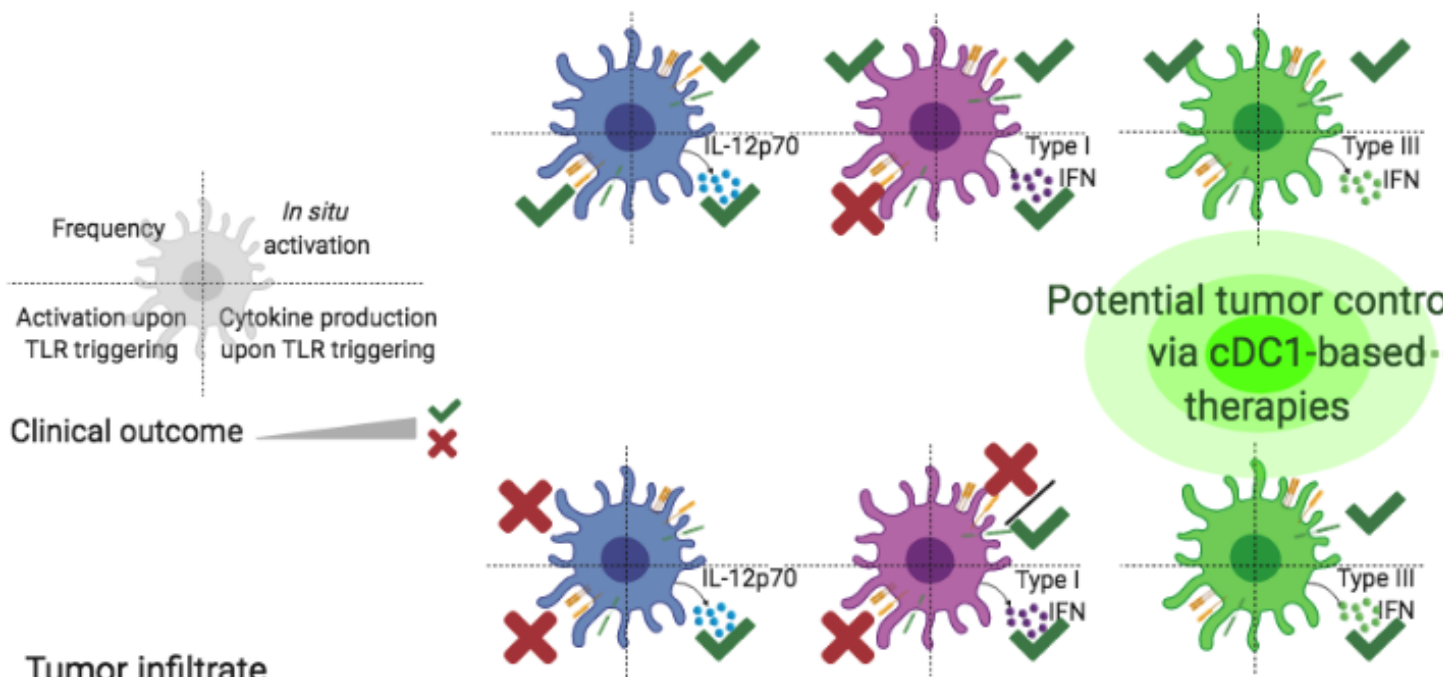 IL-12p70
Type I
IFN
Type III
IFN
Frequency
In situ
activation
Activation upon
TLR triggering
Cytokine production
upon TLR triggering
Clinical outcome
Potential tumor contro
via cDC1-based
therapies
IL-12p70
Type I
IFN
Type III
IFN
Tumor infiltrate